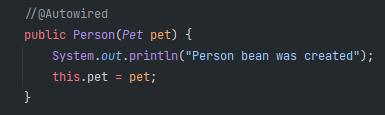 //@Autowired
public Person(Pet pet) {
    System.out.println("Person bean was created");
    this.pet = pet;
}